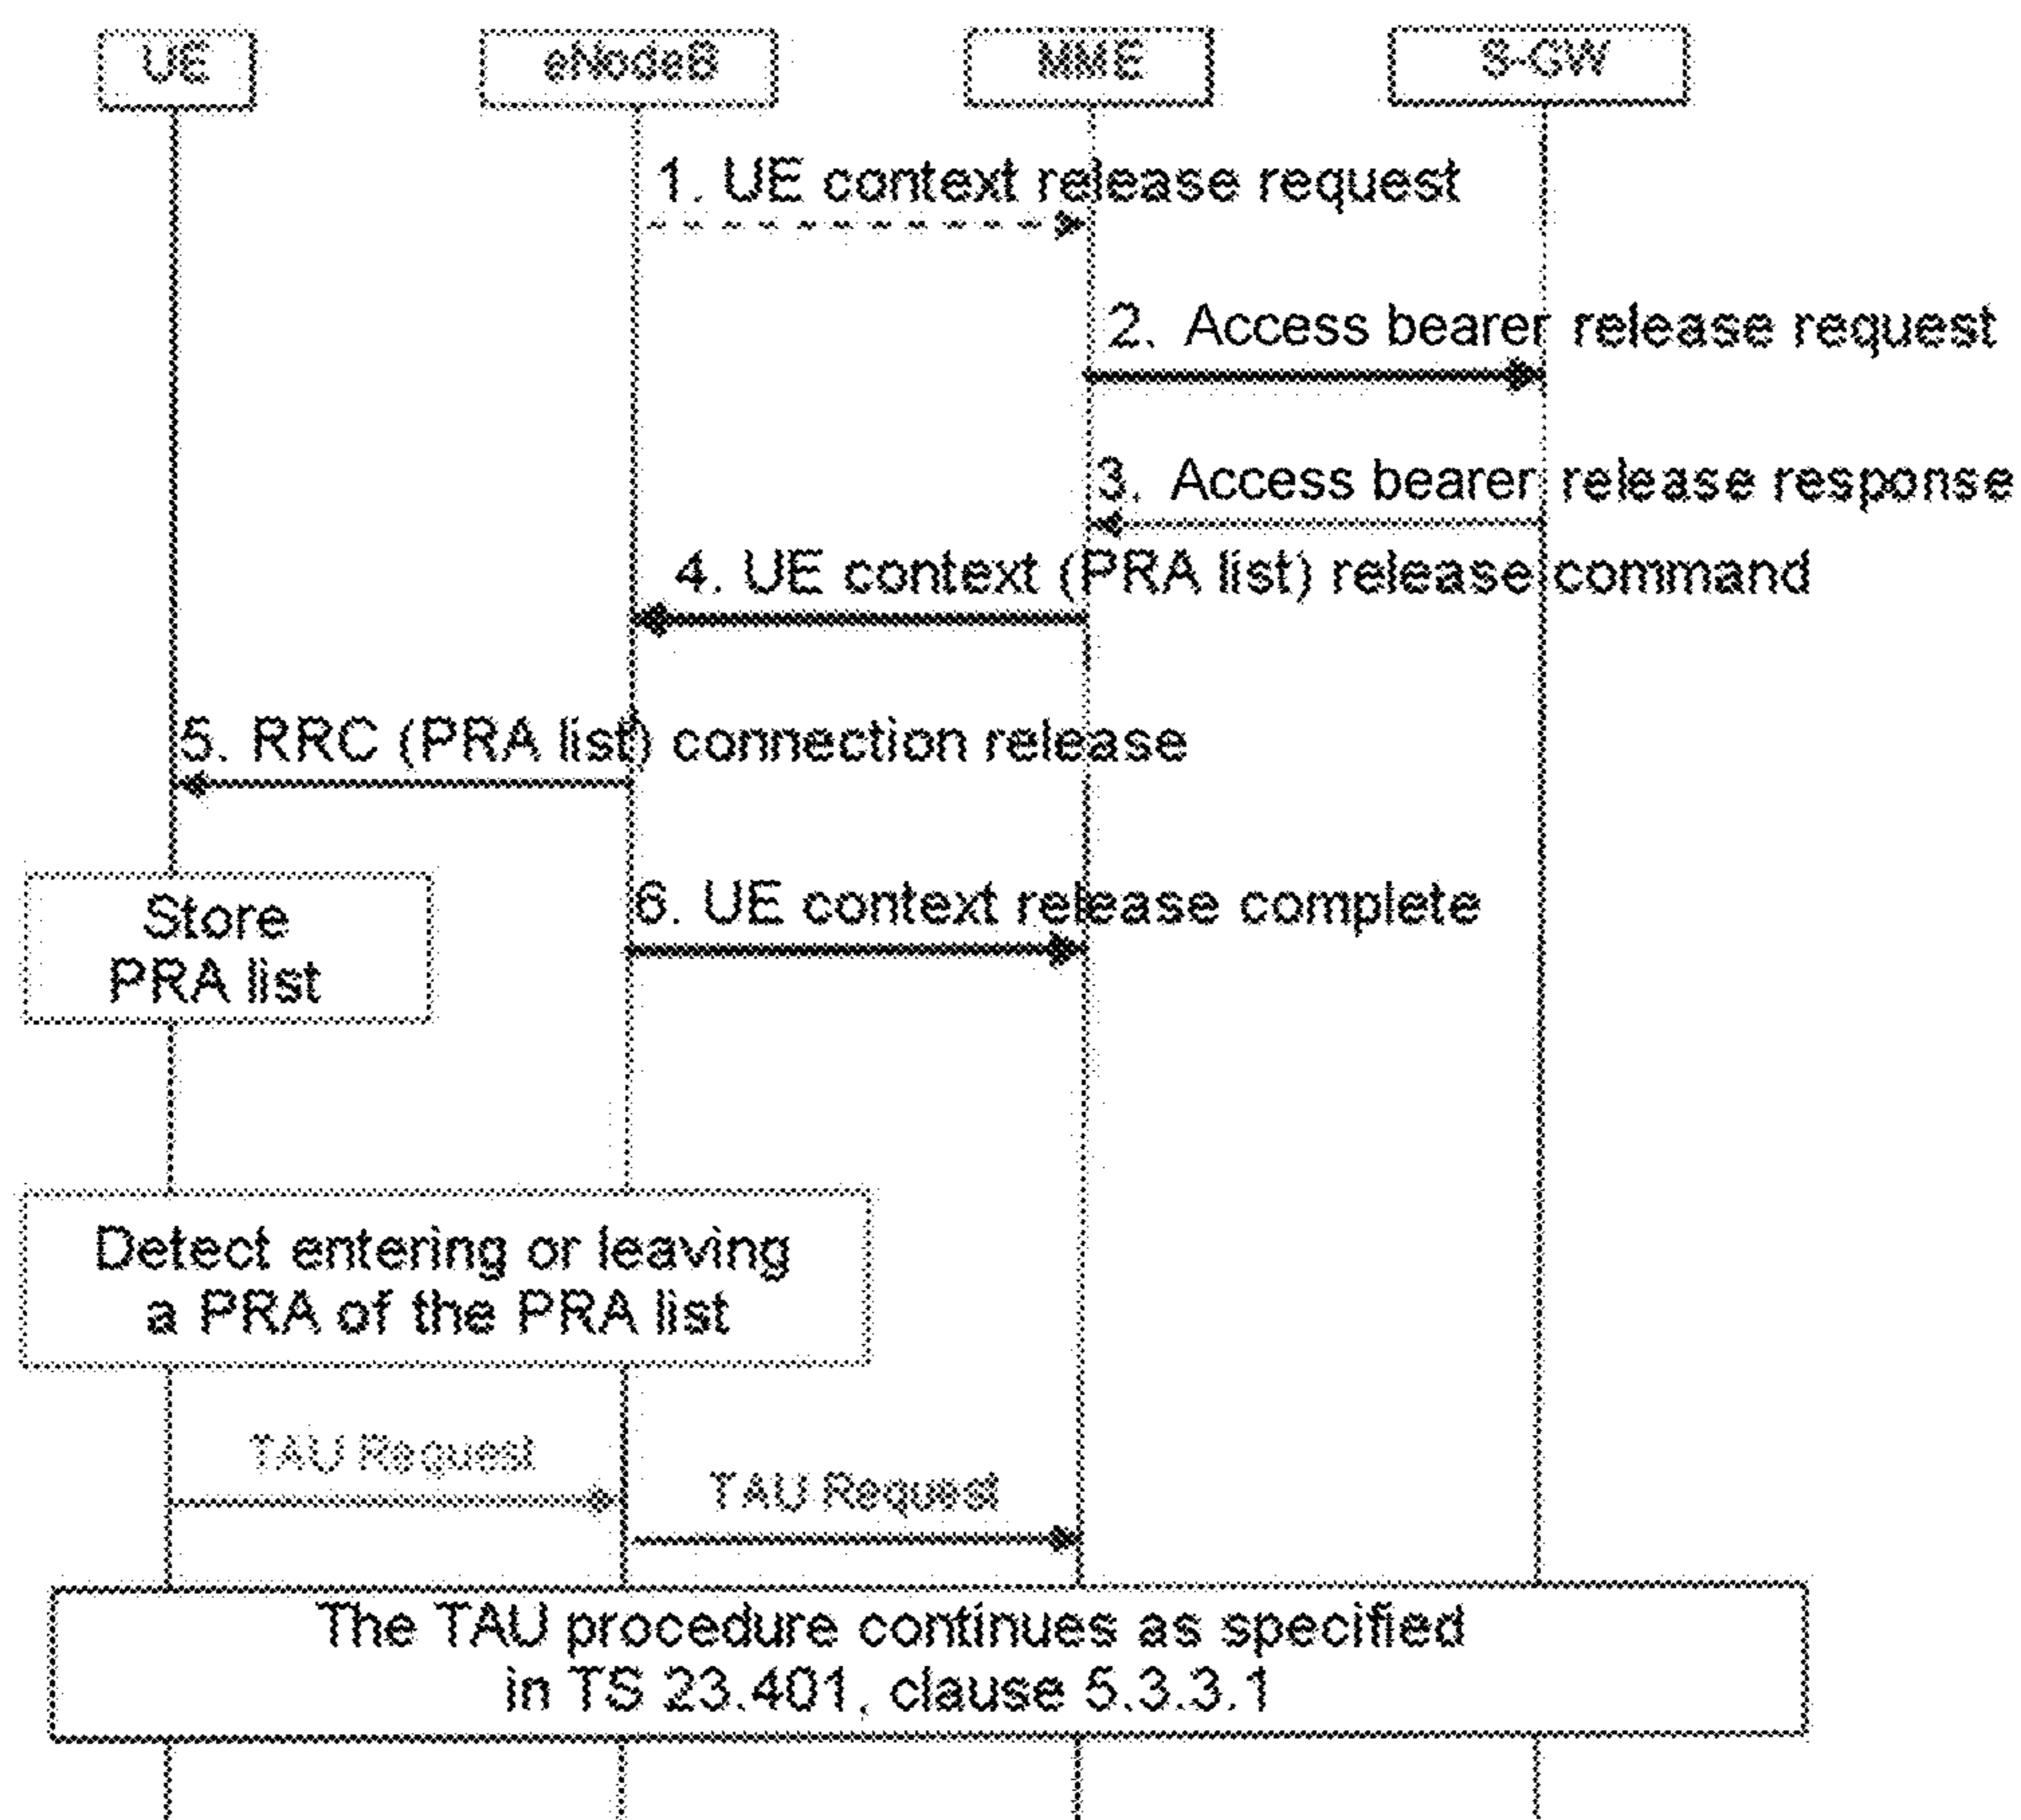 UE
eNodeB
MME
S-GW
1. UE context release request
2. Access bearer release request
3. Access bearer release response
4. UE context (PRA list) release command
5. RRC (PRA list) connection release
Store
PRA list
6. UE context release complete
Detect entering or leaving
a PRA of the PRA list
TAU Request
TAU Request
The TAU procedure continues as specified
in TS 23.401, clause 5.3.3.1